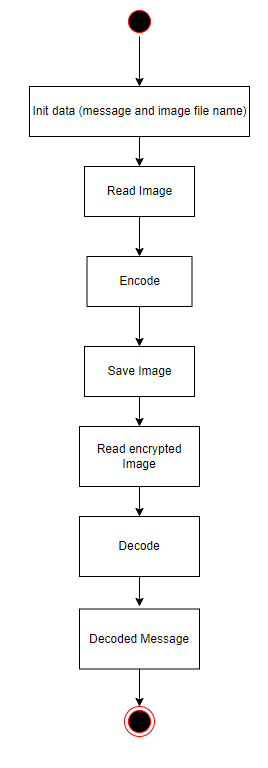 Init data (message and image file name)
Read Image
Encode
Save Image
Read encrypted
Image
Decode
Decoded Message